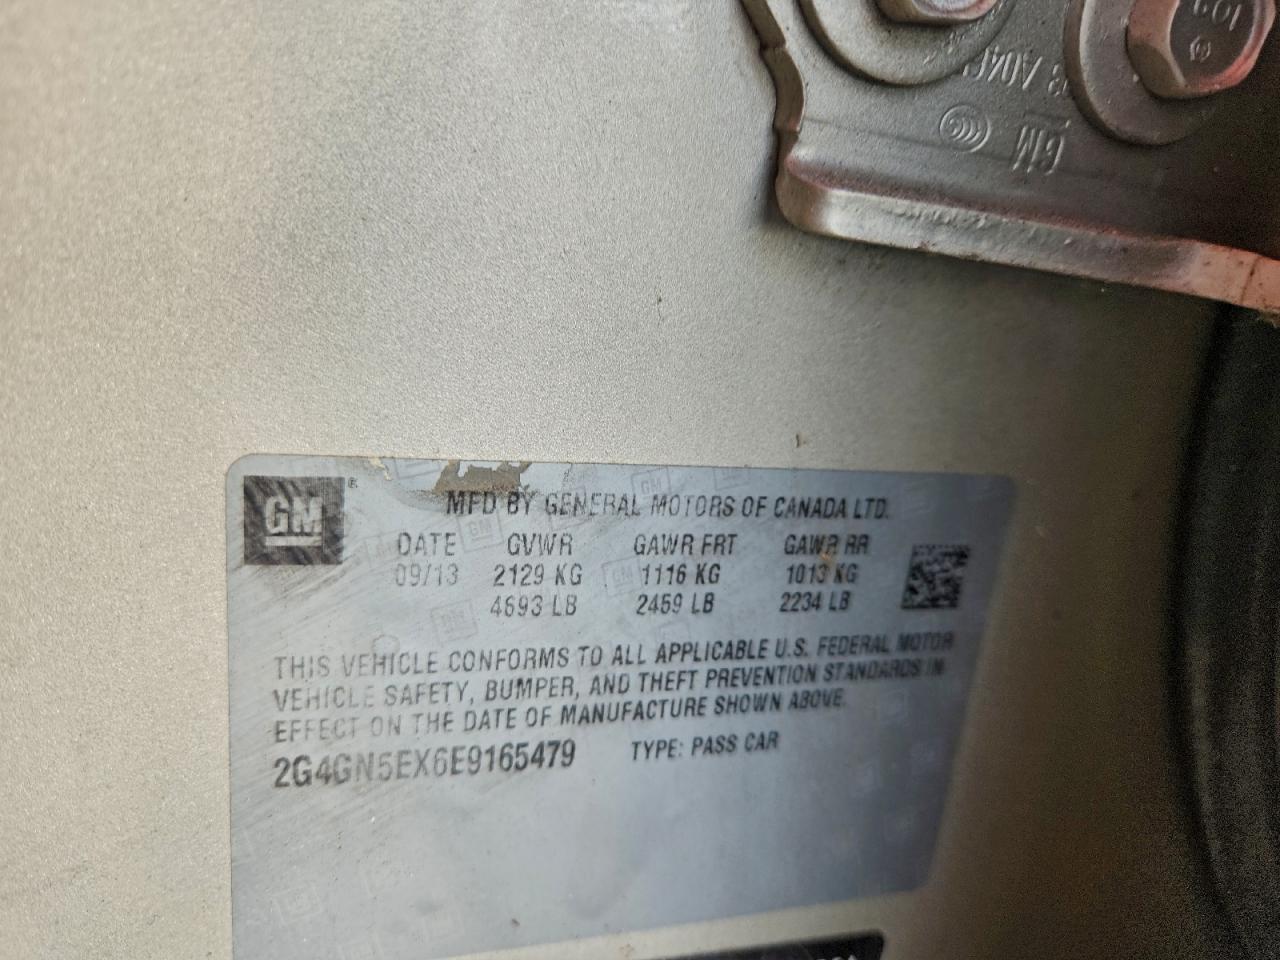 GM
GM ®
MFD BY GENERAL MOTORS OF CANADA LTD.
DATE GVWR GAWR FRT GAWR RR
09/13 2129 KG 1116 KG 1013 KG
4693 LB 2459 LB 2234 LB
THIS VEHICLE CONFORMS TO ALL APPLICABLE U.S. FEDERAL MOTOR
VEHICLE SAFETY, BUMPER, AND THEFT PREVENTION STANDARDS IN
EFFECT ON THE DATE OF MANUFACTURE SHOWN ABOVE.
2G4GN5EX6E9165479 TYPE: PASS CAR